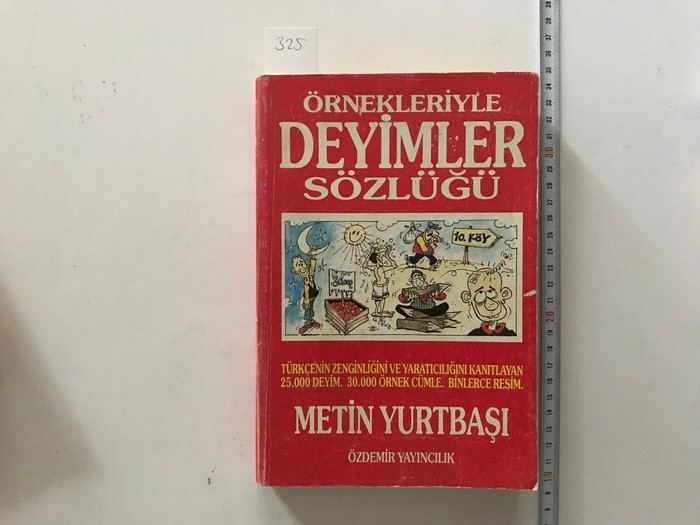 325
ÖRNEKLERİYLE
DEYİMLER
SÖZLÜĞÜ
10. KÖY
TÜRKÇENİN ZENGİNLİĞİNİ VE YARATICILIĞINI KANITLAYAN
25.000 DEYİM. 30.000 ÖRNEK CÜMLE. BİNLERCE RESİM.
METİN YURTBAŞI
ÖZDEMİR YAYINCILIK